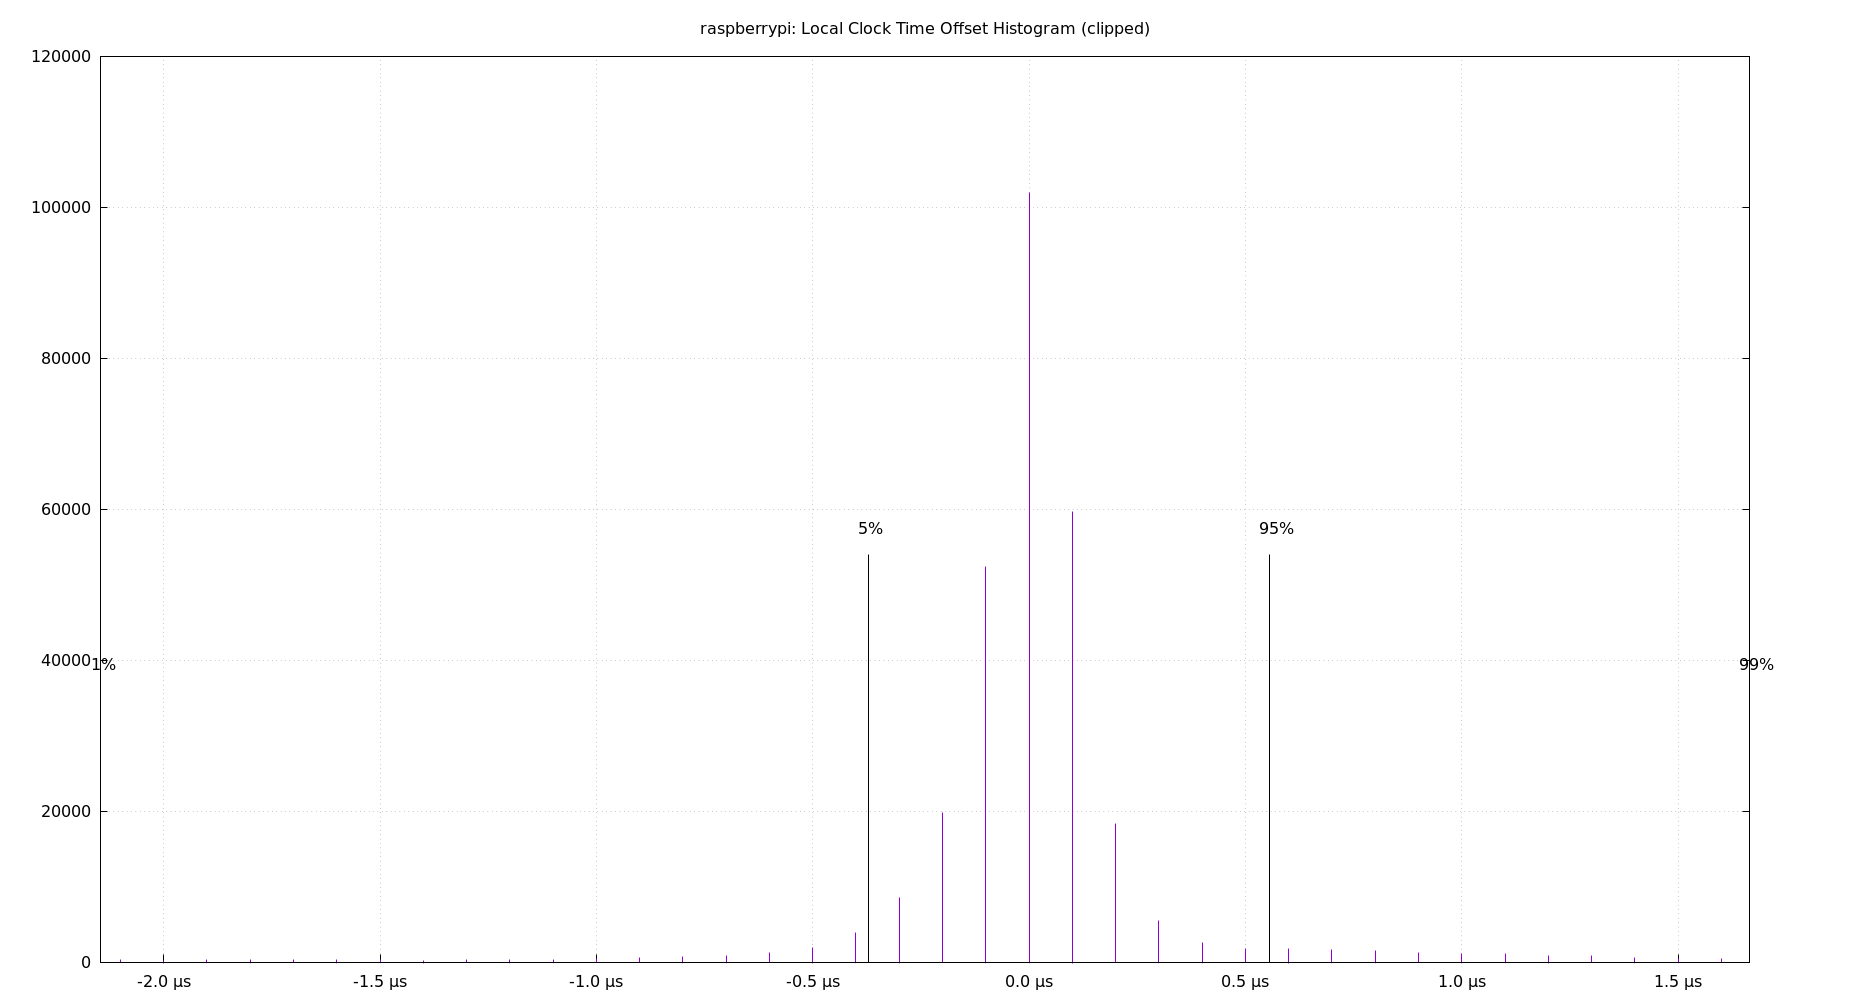 raspberrypi: Local Clock Time Offset Histogram (clipped)
120000
100000
80000
60000
5%
95%
40000
1%
99%
20000
0
-2.0 µs
-1.5 µs
-1.0 µs
-0.5 µs
0.0 µs
0.5 µs
1.0 µs
1.5 µs